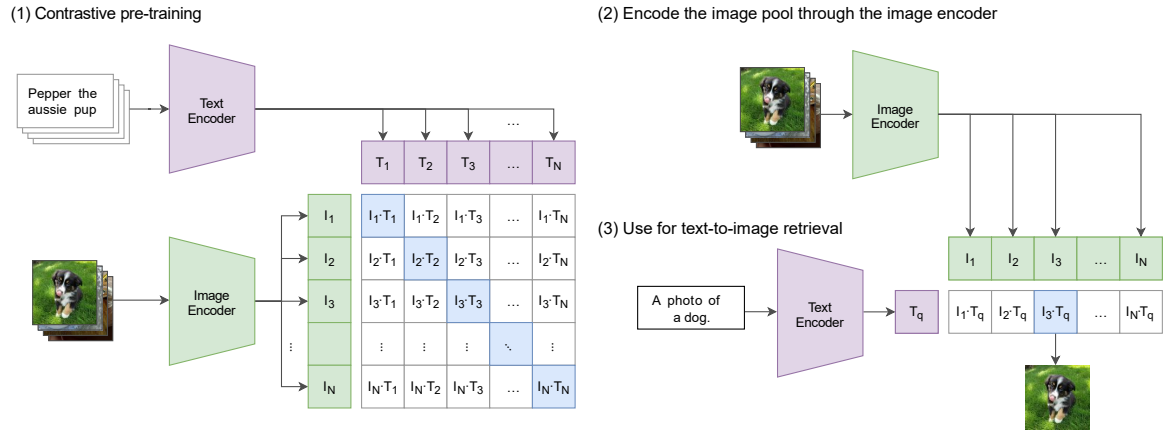 (1) Contrastive pre-training
Pepper the
aussie pup
Text
Encoder
...
T1 T2 T3 ... TN
I1 I1·T1 I1·T2 I1·T3 ... I1·TN
I2 I2·T1 I2·T2 I2·T3 ... I2·TN
Image
Encoder
I3 I3·T1 I3·T2 I3·T3 ... I3·TN
⋮ ⋮ ⋮ ⋮ ⋱ ⋮
IN IN·T1 IN·T2 IN·T3 ... IN·TN
(2) Encode the image pool through the image encoder
Image
Encoder
(3) Use for text-to-image retrieval
I1 I2 I3 ... IN
A photo of
a dog.
Text
Encoder
Tq
I1·Tq I2·Tq I3·Tq ... IN·Tq